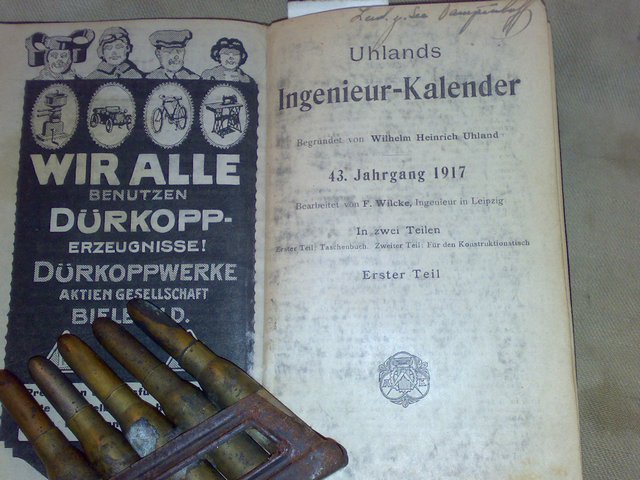 WIR ALLE
BENUTZEN
DÜRKOPP-
ERZEUGNISSE!
DÜRKOPPWERKE
AKTIEN GESELLSCHAFT
BIELEFELD.
Uhlands
Ingenieur-Kalender
Begründet von Wilhelm Heinrich Uhland
43. Jahrgang 1917
Bearbeitet von F. Wilcke, Ingenieur in Leipzig
In zwei Teilen
Erster Teil: Taschenbuch. Zweiter Teil: Für den Konstruktionstisch
Erster Teil